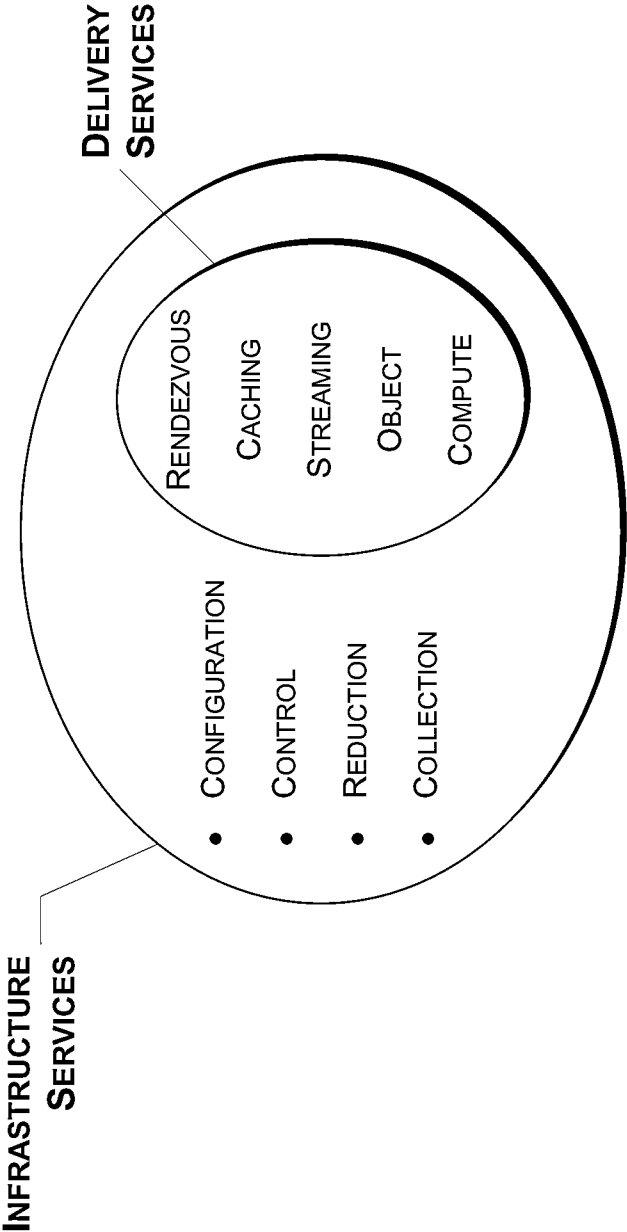 INFRASTRUCTURE
SERVICES
DELIVERY
SERVICES
• CONFIGURATION
• CONTROL
• REDUCTION
• COLLECTION
RENDEZVOUS
CACHING
STREAMING
OBJECT
COMPUTE